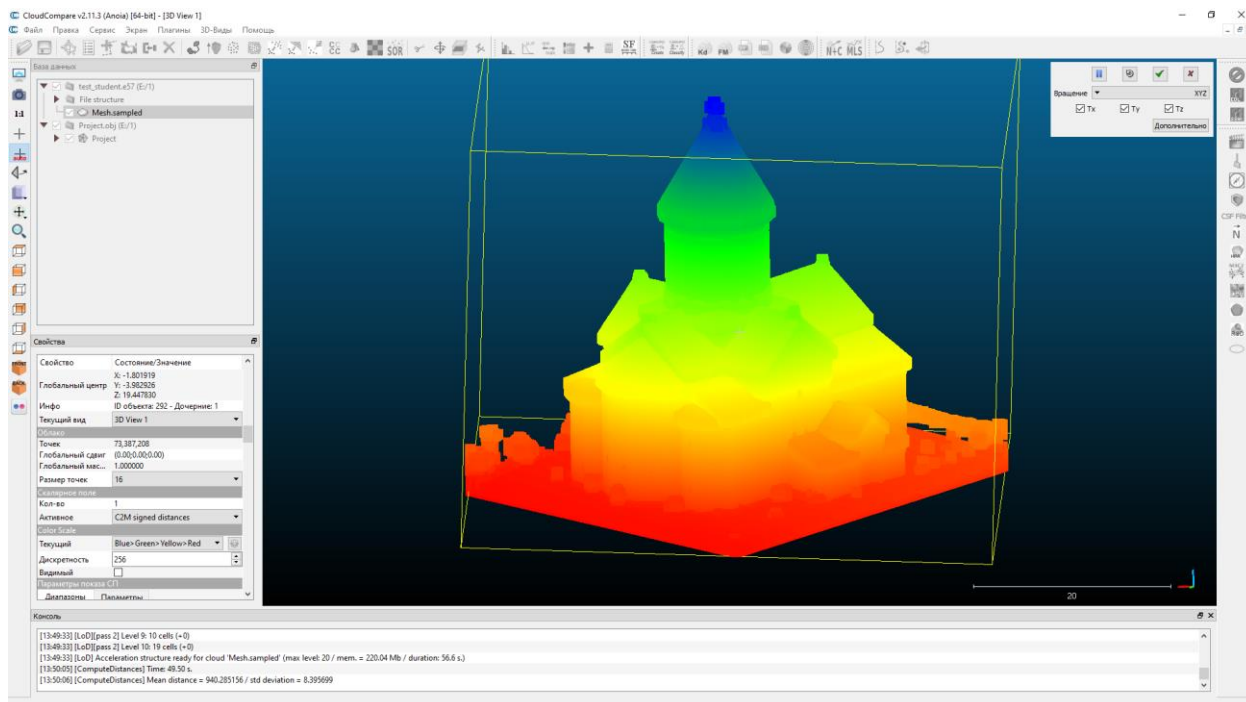 CloudCompare v2.11.3 (Anoia) [64-bit] - [3D View 1]
Файл Правка Сервис Экран Плагины 3D-Виды Помощь
SOR
SF
Kd
FM
N+C
MLS
База данных
test_student.e57 (E:/1)
File structure
Mesh.sampled
Project.obj (E:/1)
Project
1:1
auto
Вращение XYZ
Tx Ty Tz
Дополнительно
CSF Filt
N
Свойства
Свойство Состояние/Значение
X: -1.801919
Глобальный центр Y: -3.982926
Z: 19.447830
Инфо ID объекта: 292 - Дочерние: 1
Текущий вид 3D View 1
Облако
Точек 73,387,208
Глобальный сдвиг (0.00;0.00;0.00)
Глобальный мас... 1.000000
Размер точек 16
Скалярное поле
Кол-во 1
Активное C2M signed distances
Color Scale
Текущий Blue>Green>Yellow>Red
Дискретность 256
Видимый
Параметры показа СП
Диапазоны Параметры
20
Консоль
[13:49:33] [LoD][pass 2] Level 9: 10 cells (+0)
[13:49:33] [LoD][pass 2] Level 10: 19 cells (+0)
[13:49:33] [LoD] Acceleration structure ready for cloud 'Mesh.sampled' (max level: 20 / mem. = 220.04 Mb / duration: 56.6 s.)
[13:50:05] [ComputeDistances] Time: 49.50 s.
[13:50:06] [ComputeDistances] Mean distance = 940.285156 / std deviation = 8.395699